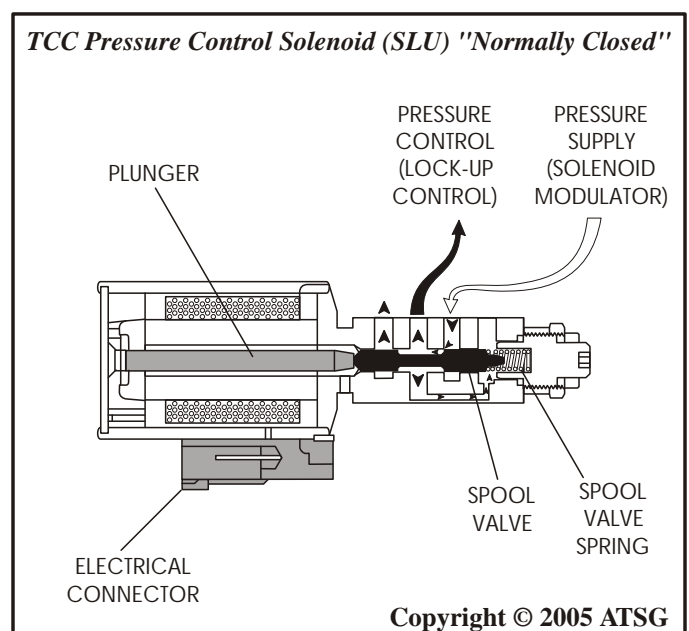 TCC Pressure Control Solenoid (SLU) "Normally Closed"
PRESSURE
CONTROL
(LOCK-UP
CONTROL)
PRESSURE
SUPPLY
(SOLENOID
MODULATOR)
PLUNGER
SPOOL
VALVE
SPOOL
VALVE
SPRING
ELECTRICAL
CONNECTOR
Copyright © 2005 ATSG